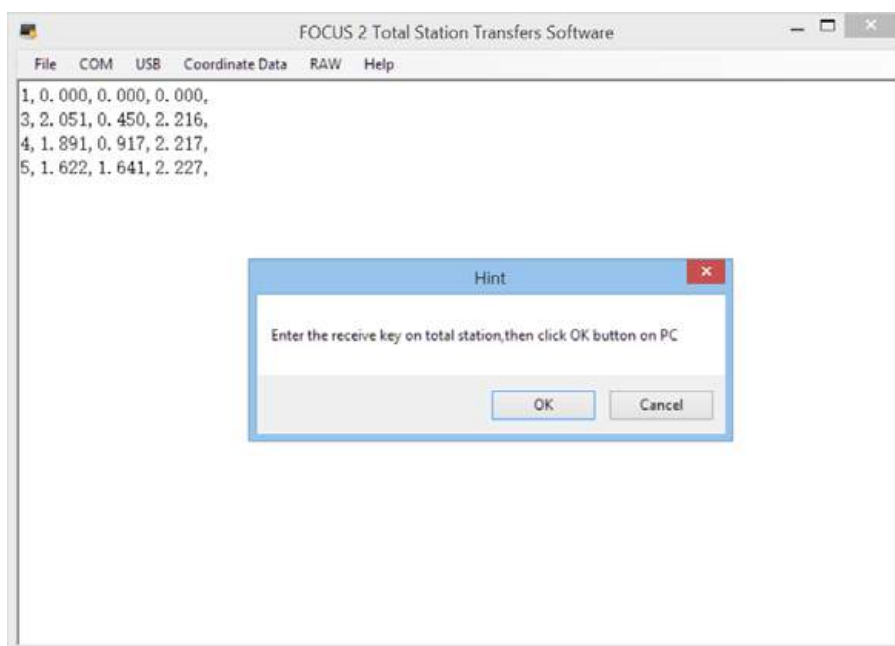 FOCUS 2 Total Station Transfers Software
File COM USB Coordinate Data RAW Help
1, 0. 000, 0. 000, 0. 000,
3, 2. 051, 0. 450, 2. 216,
4, 1. 891, 0. 917, 2. 217,
5, 1. 622, 1. 641, 2. 227,
Hint
Enter the receive key on total station,then click OK button on PC
OK Cancel